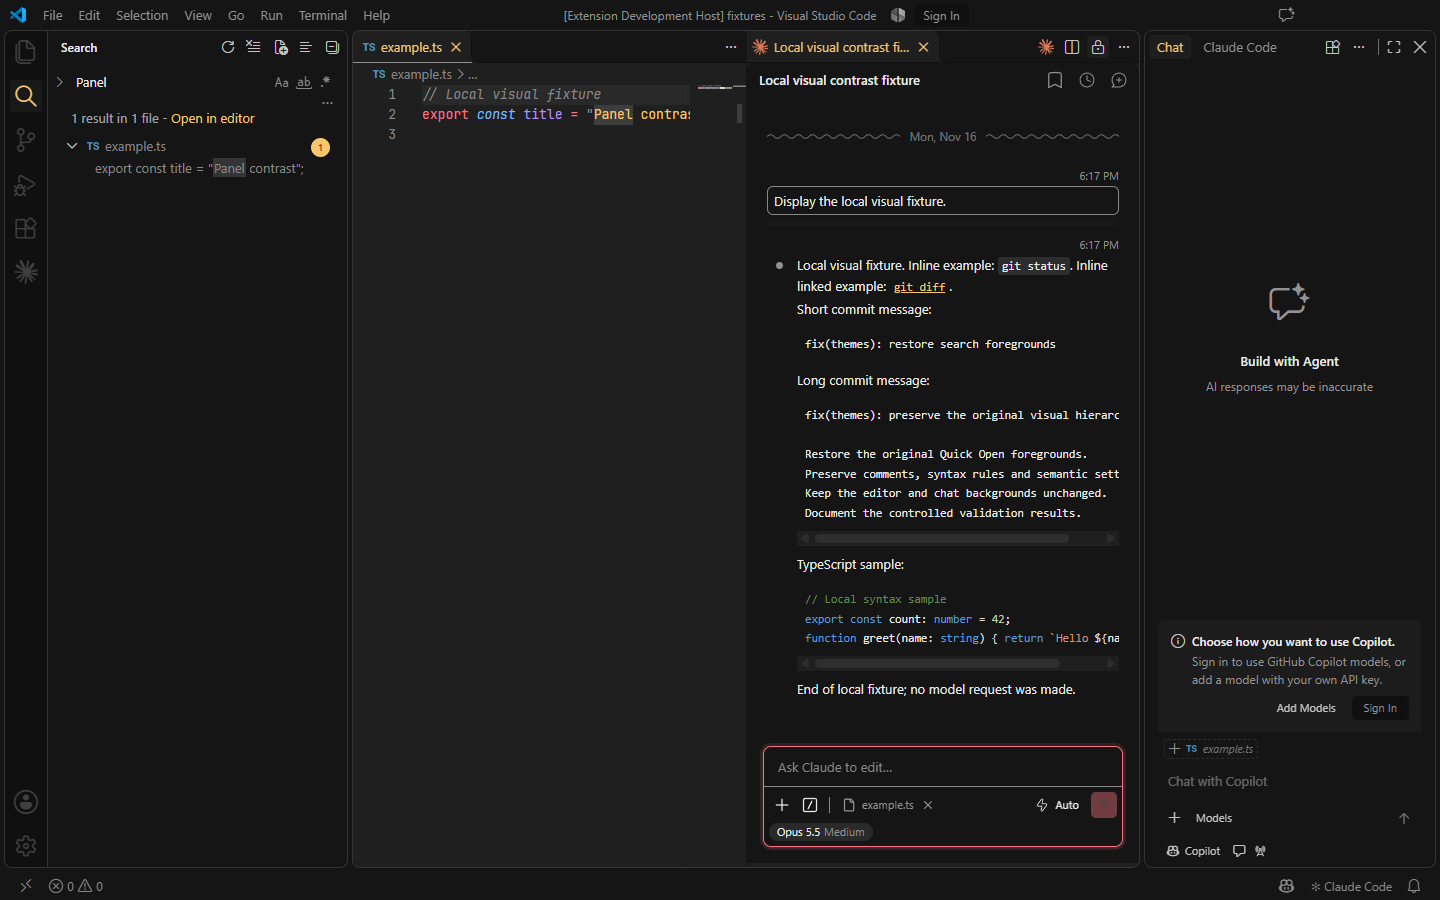 File Edit Selection View Go Run Terminal Help
[Extension Development Host] fixtures - Visual Studio Code
Sign In
Search
Panel
Aa ab .*
1 result in 1 file - Open in editor
TS example.ts 1
export const title = "Panel contrast";
TS example.ts
TS example.ts > ...
1 // Local visual fixture
2 export const title = "Panel contras
3
Local visual contrast fi...
Local visual contrast fixture
Mon, Nov 16
6:17 PM
Display the local visual fixture.
6:17 PM
Local visual fixture. Inline example: git status. Inline
linked example: git diff .
Short commit message:
fix(themes): restore search foregrounds
Long commit message:
fix(themes): preserve the original visual hierarc
Restore the original Quick Open foregrounds.
Preserve comments, syntax rules and semantic sett
Keep the editor and chat backgrounds unchanged.
Document the controlled validation results.
TypeScript sample:
// Local syntax sample
export const count: number = 42;
function greet(name: string) { return `Hello ${na
End of local fixture; no model request was made.
Ask Claude to edit...
example.ts
Auto
Opus 5.5 Medium
Chat Claude Code
Build with Agent
AI responses may be inaccurate
Choose how you want to use Copilot.
Sign in to use GitHub Copilot models, or
add a model with your own API key.
Add Models Sign In
TS example.ts
Chat with Copilot
Models
Copilot
0 0
Claude Code